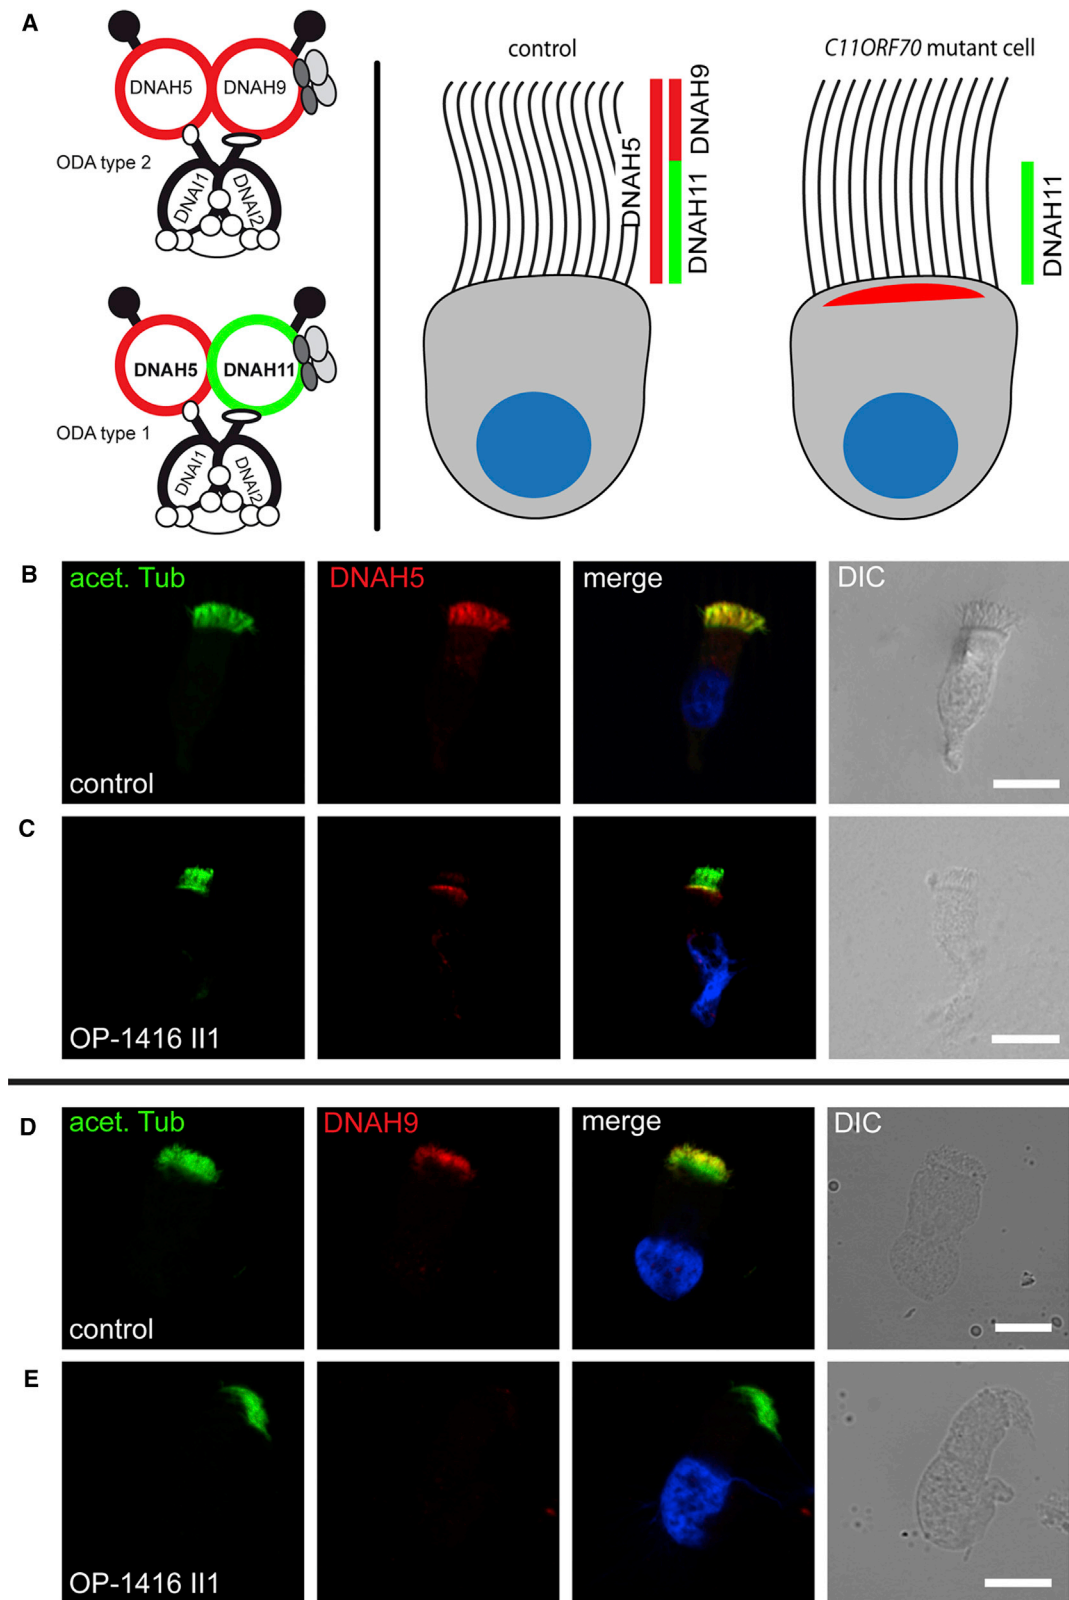 A
DNAH5
DNAH9
ODA type 2
DNAI1
DNAI2
DNAH5
DNAH11
ODA type 1
DNAI1
DNAI2
control
DNAH5
DNAH9
DNAH11
C11ORF70 mutant cell
DNAH11
B
acet. Tub
DNAH5
merge
DIC
control
C
OP-1416 II1
D
acet. Tub
DNAH9
merge
DIC
control
E
OP-1416 II1